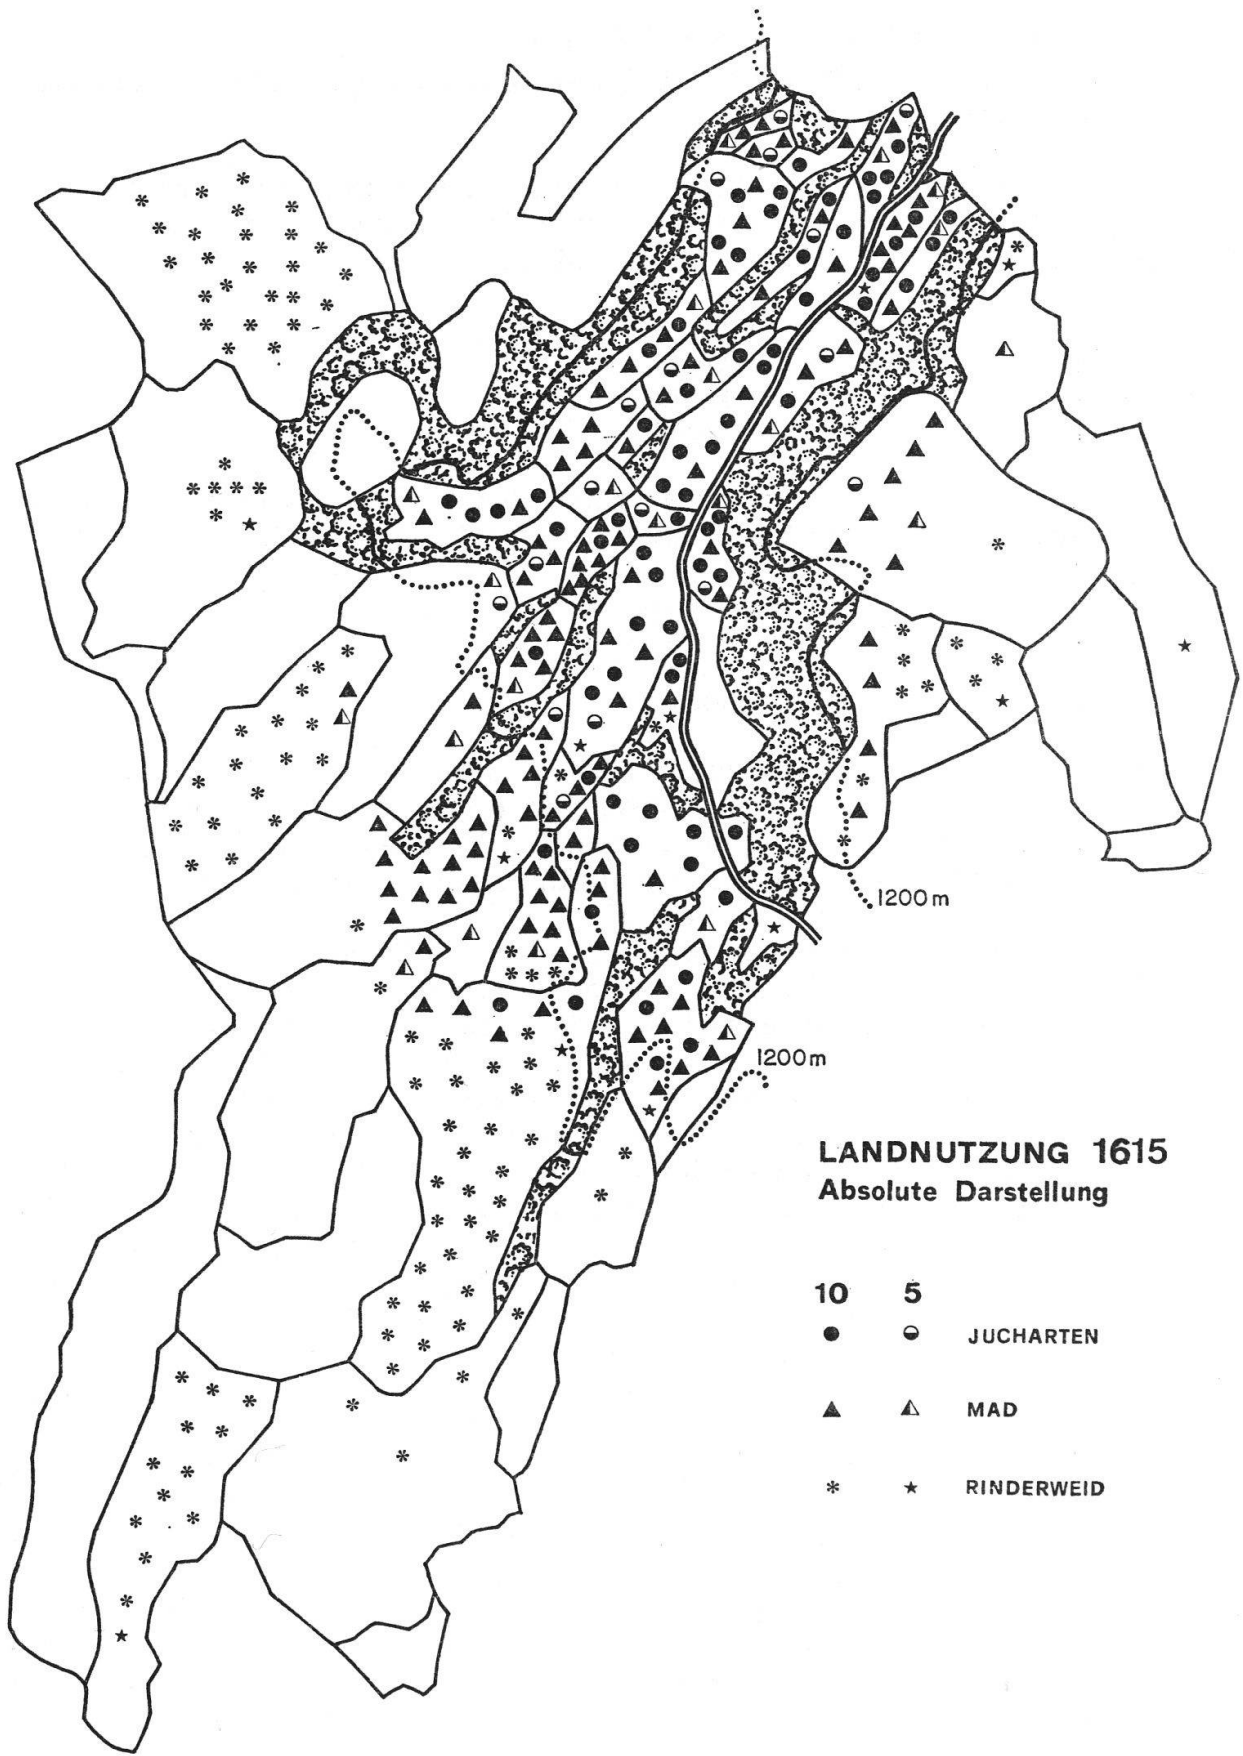 1200m
1200m
LANDNUTZUNG 1615
Absolute Darstellung
10 5
JUCHARTEN
MAD
RINDERWEID